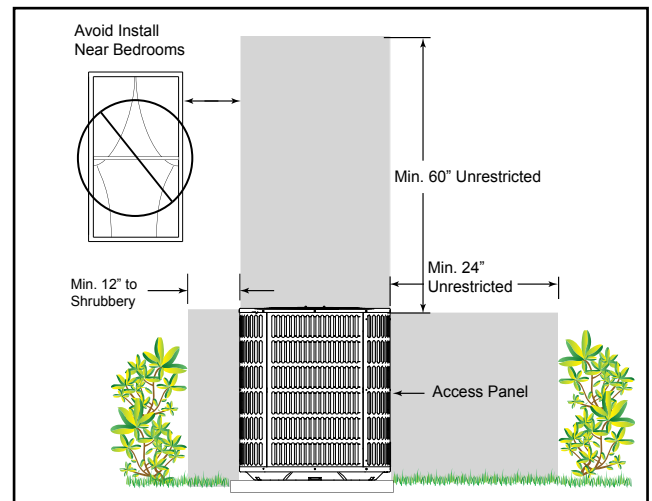 Avoid Install
Near Bedrooms
Min. 60” Unrestricted
Min. 12” to
Shrubbery
Min. 24”
Unrestricted
Access Panel